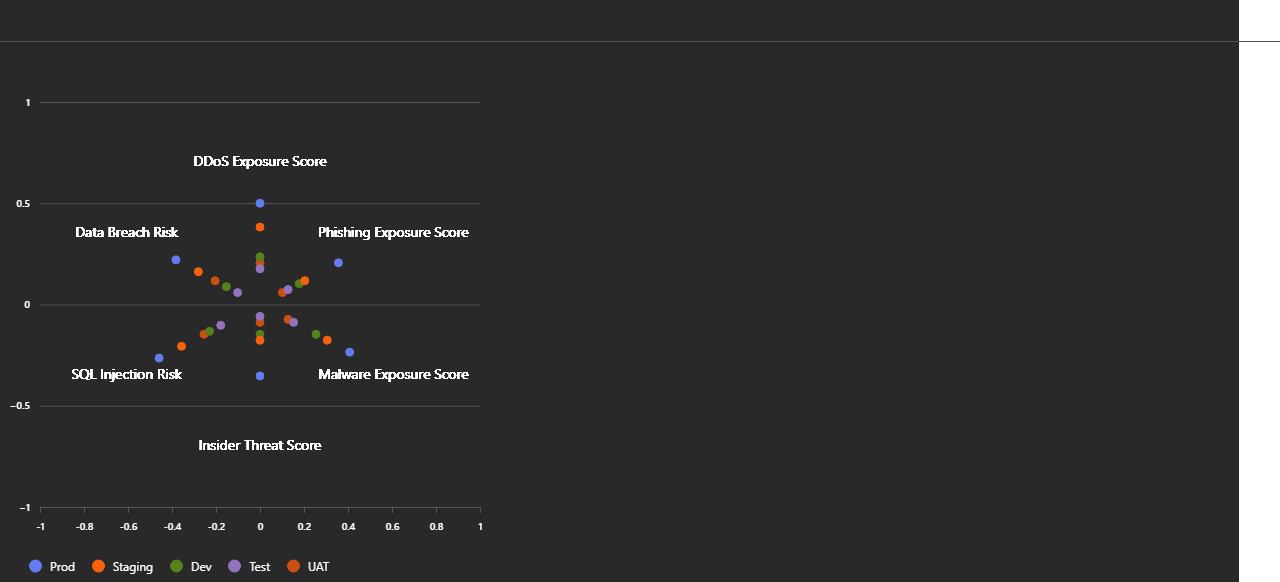 1
DDoS Exposure Score
0.5
Data Breach Risk
Phishing Exposure Score
0
SQL Injection Risk
Malware Exposure Score
−0.5
Insider Threat Score
−1
-1 -0.8 -0.6 -0.4 -0.2 0 0.2 0.4 0.6 0.8 1
Prod Staging Dev Test UAT